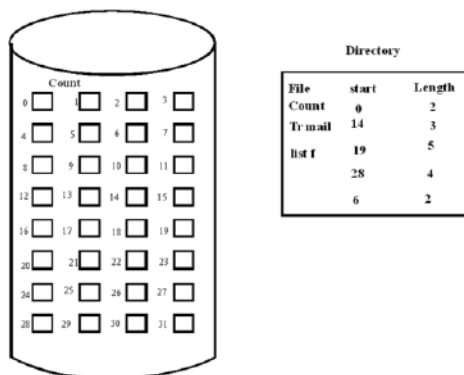 Count
0 1 2 3
4 5 6 7
8 9 10 11
12 13 14 15
16 17 18 19
20 21 22 23
24 25 26 27
28 29 30 31
Directory
File start Length
Count 0 2
Tr mail 14 3
list f 19 5
28 4
6 2